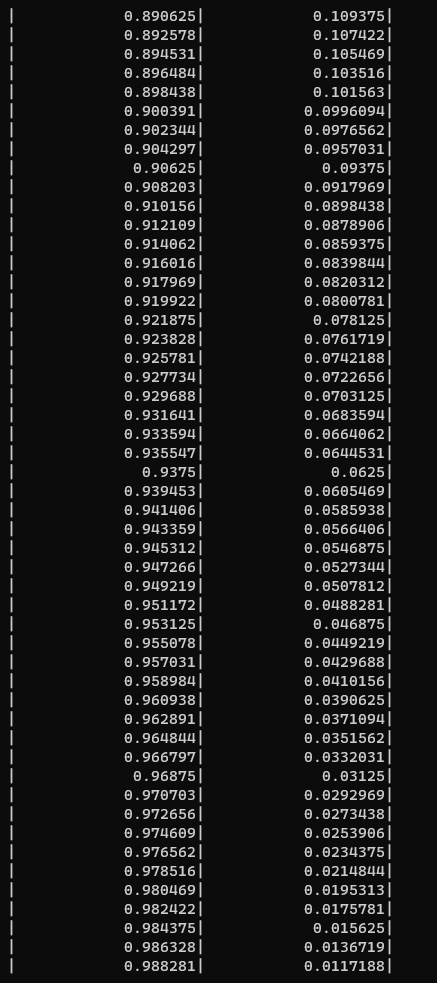 | 0.890625| 0.109375|
| 0.892578| 0.107422|
| 0.894531| 0.105469|
| 0.896484| 0.103516|
| 0.898438| 0.101563|
| 0.900391| 0.0996094|
| 0.902344| 0.0976562|
| 0.904297| 0.0957031|
| 0.90625| 0.09375|
| 0.908203| 0.0917969|
| 0.910156| 0.0898438|
| 0.912109| 0.0878906|
| 0.914062| 0.0859375|
| 0.916016| 0.0839844|
| 0.917969| 0.0820312|
| 0.919922| 0.0800781|
| 0.921875| 0.078125|
| 0.923828| 0.0761719|
| 0.925781| 0.0742188|
| 0.927734| 0.0722656|
| 0.929688| 0.0703125|
| 0.931641| 0.0683594|
| 0.933594| 0.0664062|
| 0.935547| 0.0644531|
| 0.9375| 0.0625|
| 0.939453| 0.0605469|
| 0.941406| 0.0585938|
| 0.943359| 0.0566406|
| 0.945312| 0.0546875|
| 0.947266| 0.0527344|
| 0.949219| 0.0507812|
| 0.951172| 0.0488281|
| 0.953125| 0.046875|
| 0.955078| 0.0449219|
| 0.957031| 0.0429688|
| 0.958984| 0.0410156|
| 0.960938| 0.0390625|
| 0.962891| 0.0371094|
| 0.964844| 0.0351562|
| 0.966797| 0.0332031|
| 0.96875| 0.03125|
| 0.970703| 0.0292969|
| 0.972656| 0.0273438|
| 0.974609| 0.0253906|
| 0.976562| 0.0234375|
| 0.978516| 0.0214844|
| 0.980469| 0.0195313|
| 0.982422| 0.0175781|
| 0.984375| 0.015625|
| 0.986328| 0.0136719|
| 0.988281| 0.0117188|